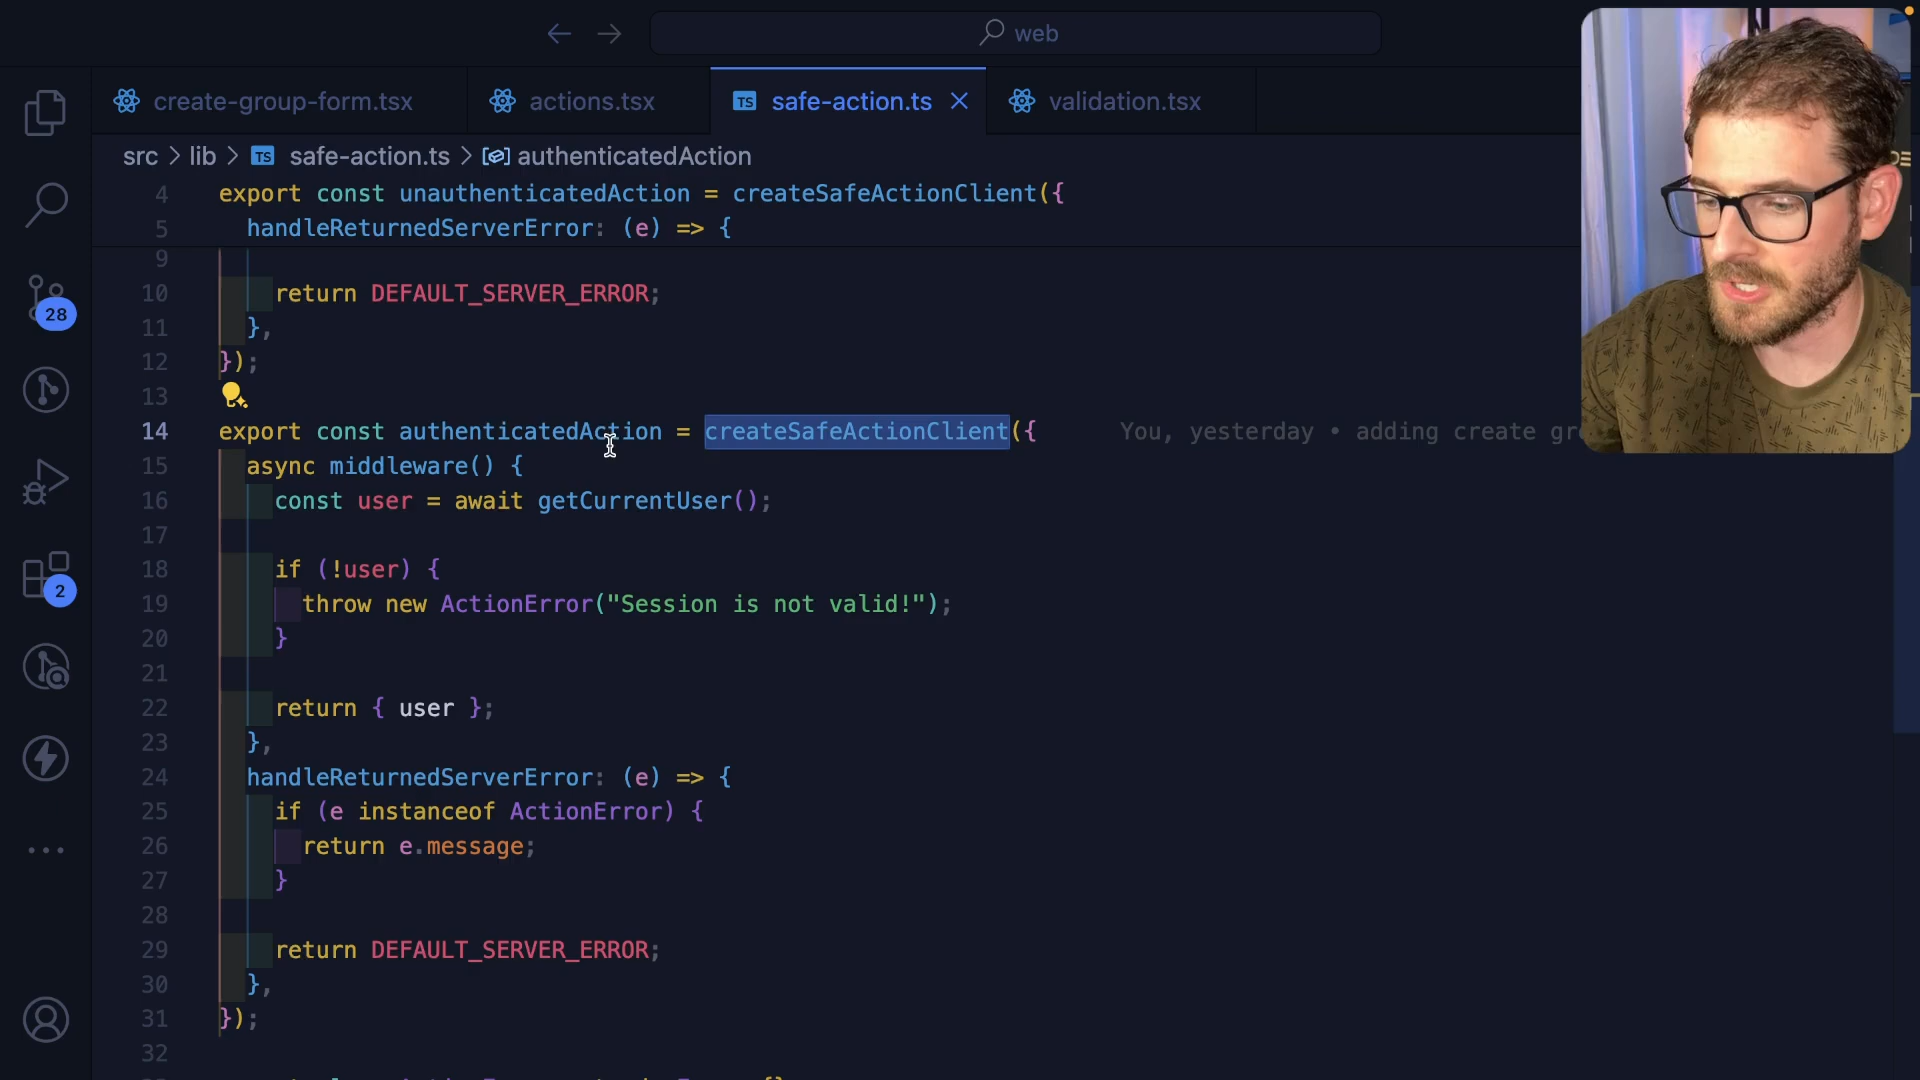 web
create-group-form.tsx
actions.tsx
safe-action.ts
validation.tsx
src > lib > TS safe-action.ts > authenticatedAction
4 export const unauthenticatedAction = createSafeActionClient({
5 handleReturnedServerError: (e) => {
9
10 return DEFAULT_SERVER_ERROR;
11 },
12 });
13
14 export const authenticatedAction = createSafeActionClient({ You, yesterday • adding create
15 async middleware() {
16 const user = await getCurrentUser();
17
18 if (!user) {
19 throw new ActionError("Session is not valid!");
20 }
21
22 return { user };
23 },
24 handleReturnedServerError: (e) => {
25 if (e instanceof ActionError) {
26 return e.message;
27 }
28
29 return DEFAULT_SERVER_ERROR;
30 },
31 });
32
28
2